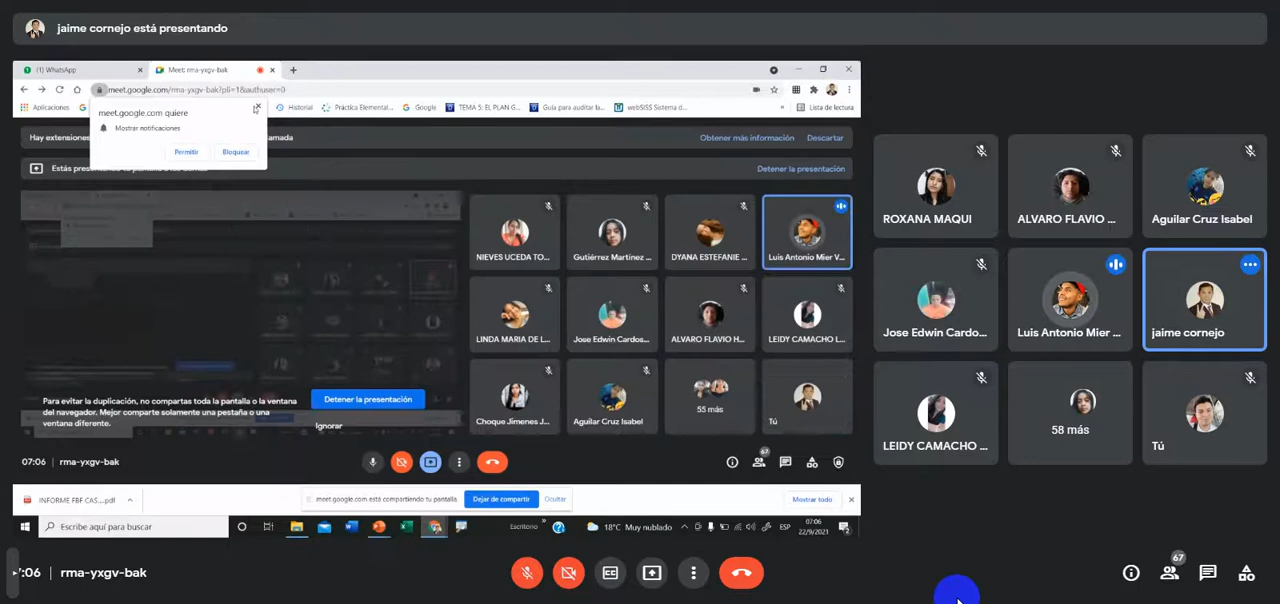 jaime cornejo está presentando
(1) WhatsApp
Meet: rma-yxgv-bak
meet.google.com/rma-yxgv-bak?pli=1&authuser=0
Aplicaciones
Historial
Práctica Elemental...
Google
TEMA 5: EL PLAN G...
Guía para auditar la...
webSISS Sistema d...
»
Lista de lectura
meet.google.com quiere
Mostrar notificaciones
Permitir
Bloquear
Hay extensiones
amada
Obtener más información
Descartar
Detener la presentación
NIEVES UCEDA TO...
Gutiérrez Martinez ...
DYANA ESTEFANIE ...
Luis Antonio Mier V...
LINDA MARIA DE L...
Jose Edwin Cardos...
ALVARO FLAVIO H...
LEIDY CAMACHO L...
Choque Jimenes J...
Aguilar Cruz Isabel
55 más
Tú
Para evitar la duplicación, no compartas toda la pantalla o la ventana
del navegador. Mejor comparte solamente una pestaña o una
ventana diferente.
Detener la presentación
Ignorar
07:06
rma-yxgv-bak
67
INFORME FBF CAS....pdf
meet.google.com está compartiendo tu pantalla.
Dejar de compartir
Ocultar
Mostrar todo
Escribe aquí para buscar
Escritorio
18°C Muy nublado
ESP
07:06
22/9/2021
2
ROXANA MAQUI
ALVARO FLAVIO ...
Aguilar Cruz Isabel
Jose Edwin Cardo...
Luis Antonio Mier ...
jaime cornejo
LEIDY CAMACHO ...
58 más
Tú
7:06
rma-yxgv-bak
67